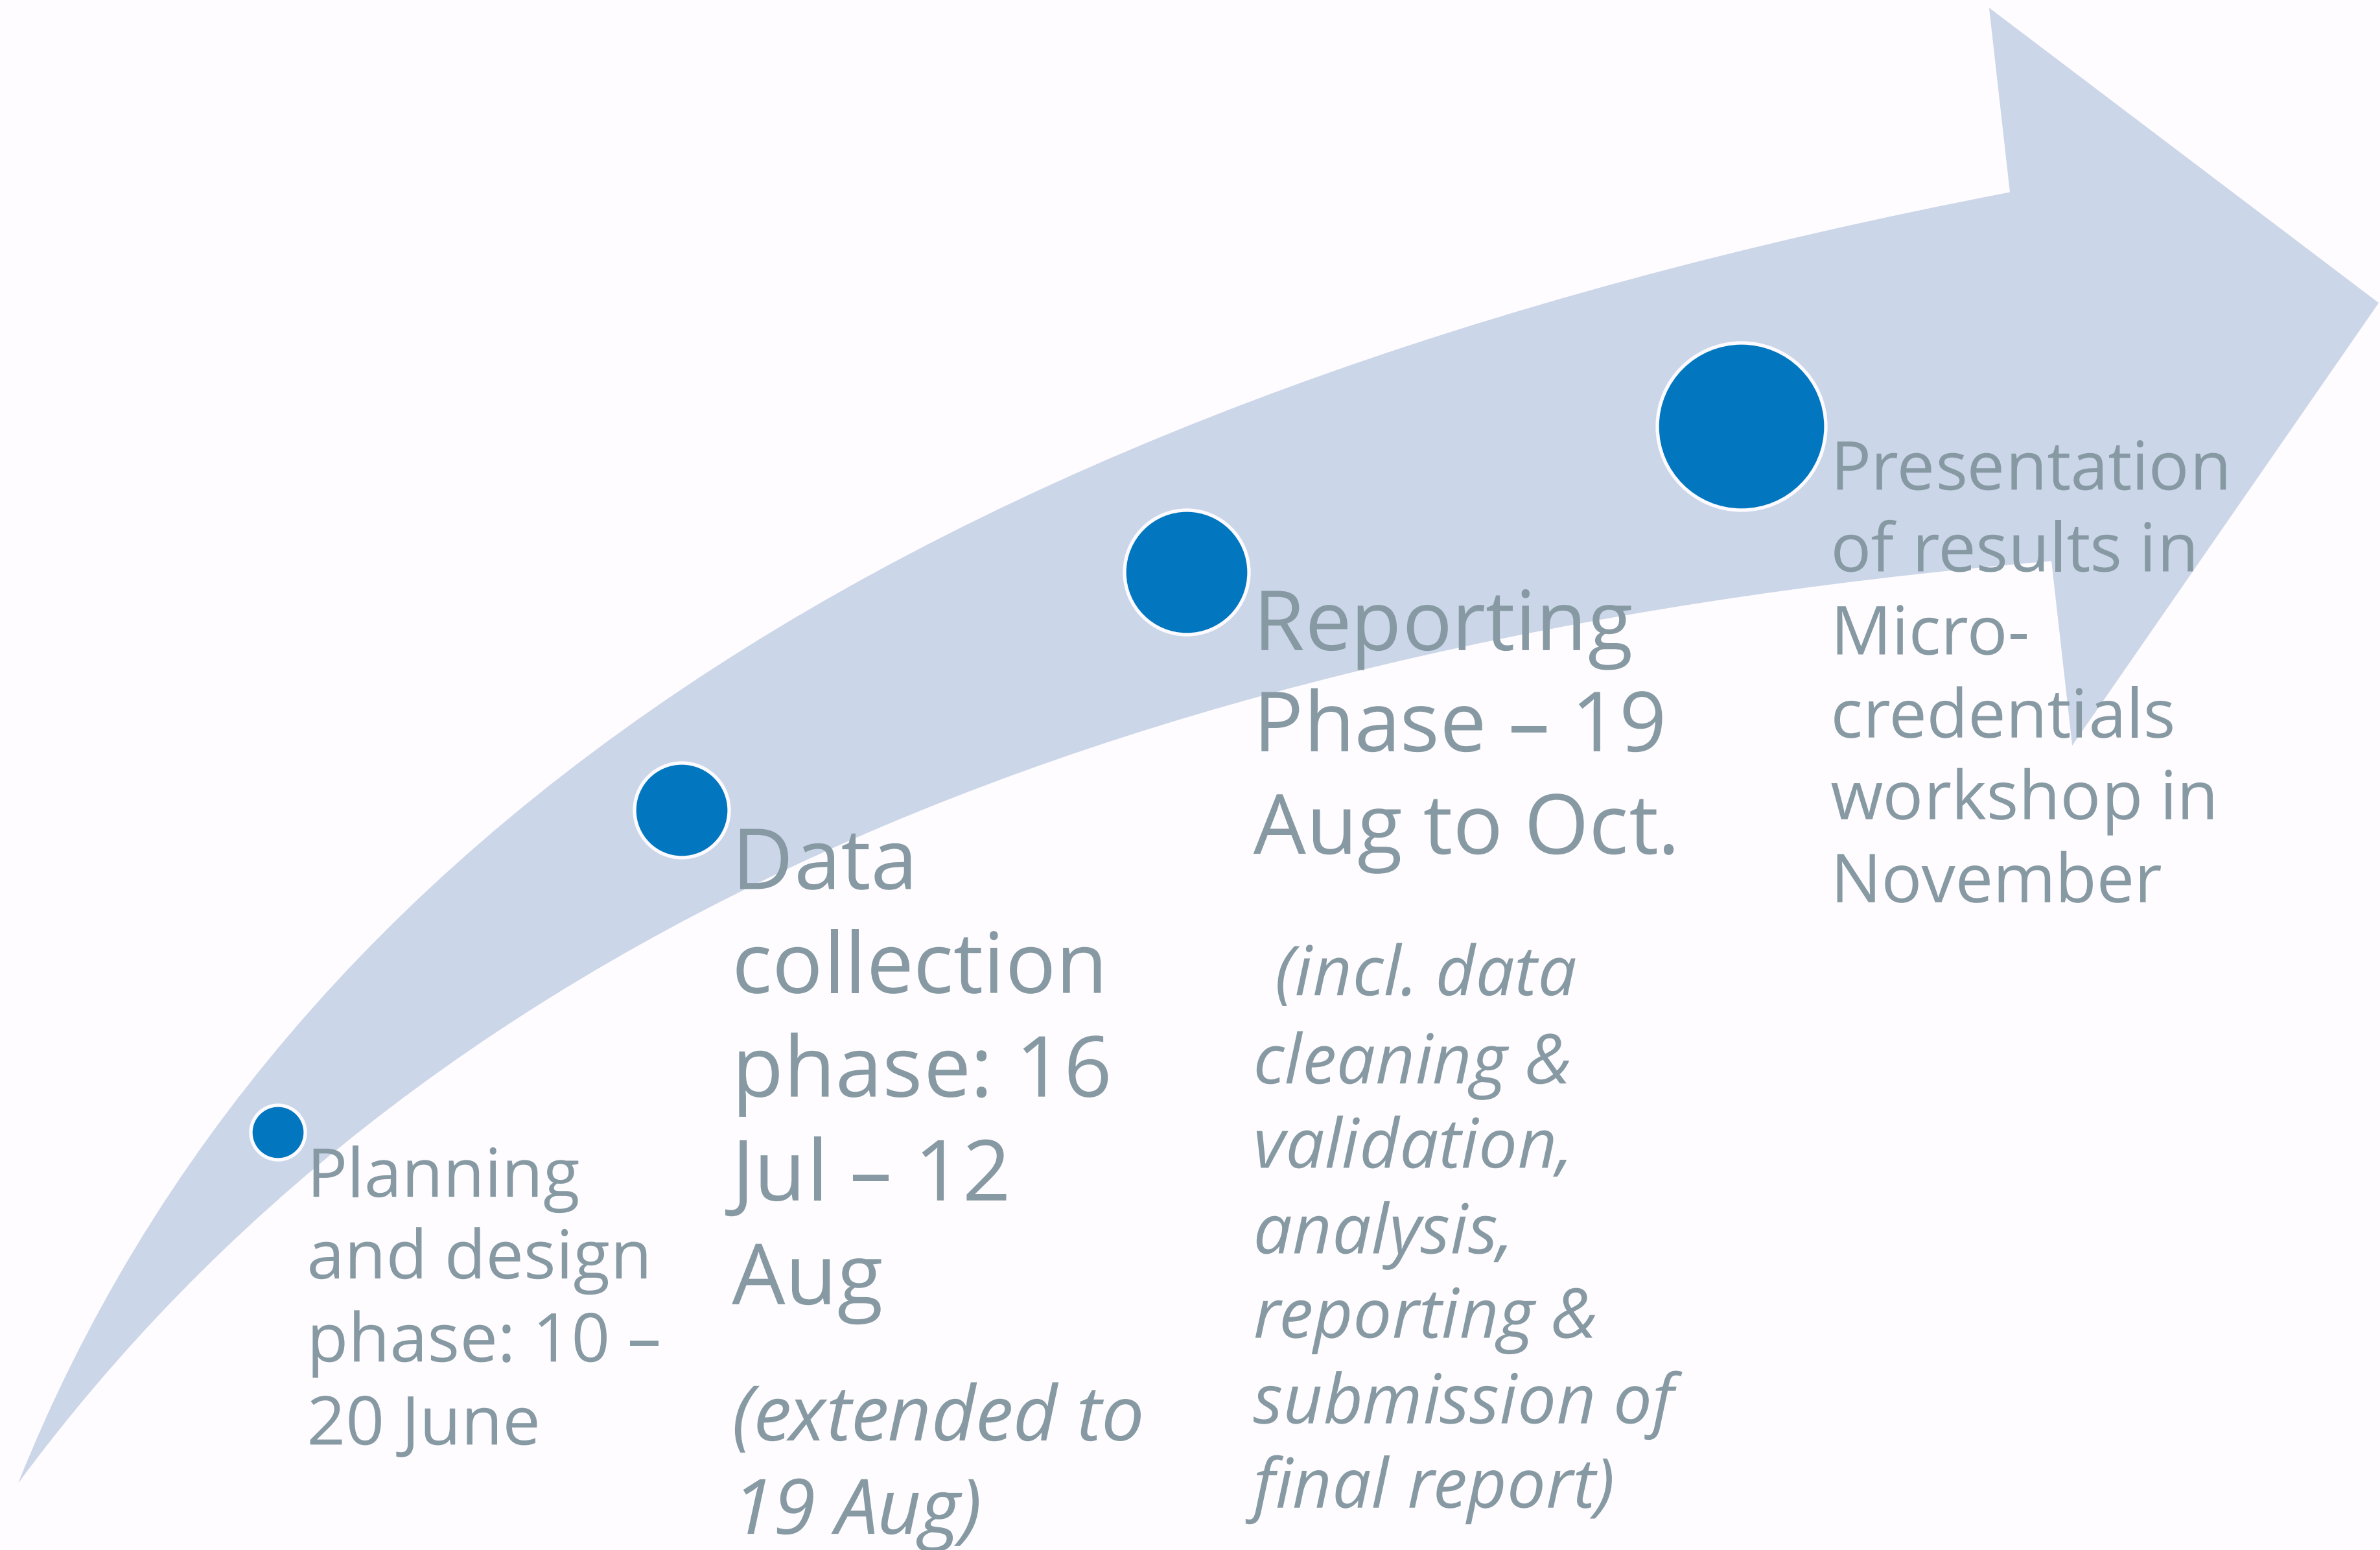 Planning
and design
phase: 10 –
20 June
Data
collection
phase: 16
Jul – 12
Aug
(extended to
19 Aug)
Reporting
Phase – 19
Aug to Oct.
(incl. data
cleaning &
validation,
analysis,
reporting &
submission of
final report)
Presentation
of results in
Micro-
credentials
workshop in
November